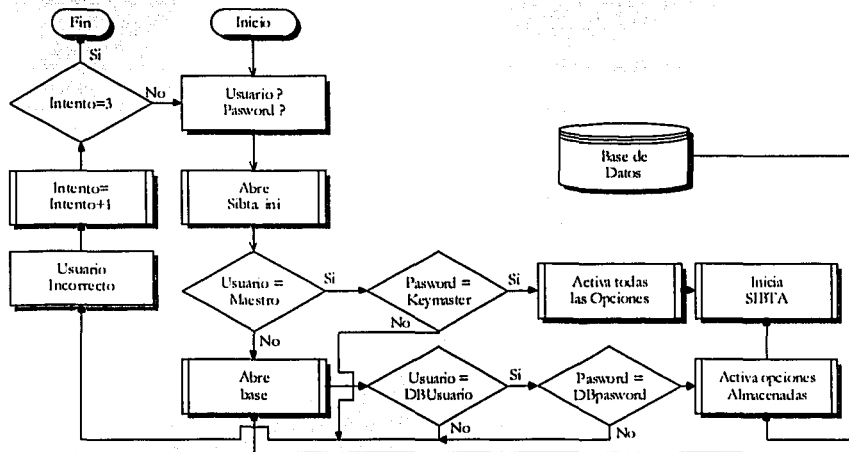 Fin
Inicio
Si
Intento=3
No
Usuario ?
Pasword ?
Base de
Datos
Intento=
Intento+1
Abre
Sibta. ini
Usuario
Incorrecto
Usuario =
Maestro
Si
Pasword =
Keymaster
Si
Activa todas
las Opciones
Inicia
SIBTA
No
No
Abre
base
Usuario =
DBUsuario
Si
Pasword =
DBpasword
Activa opciones
Almacenadas
No
No